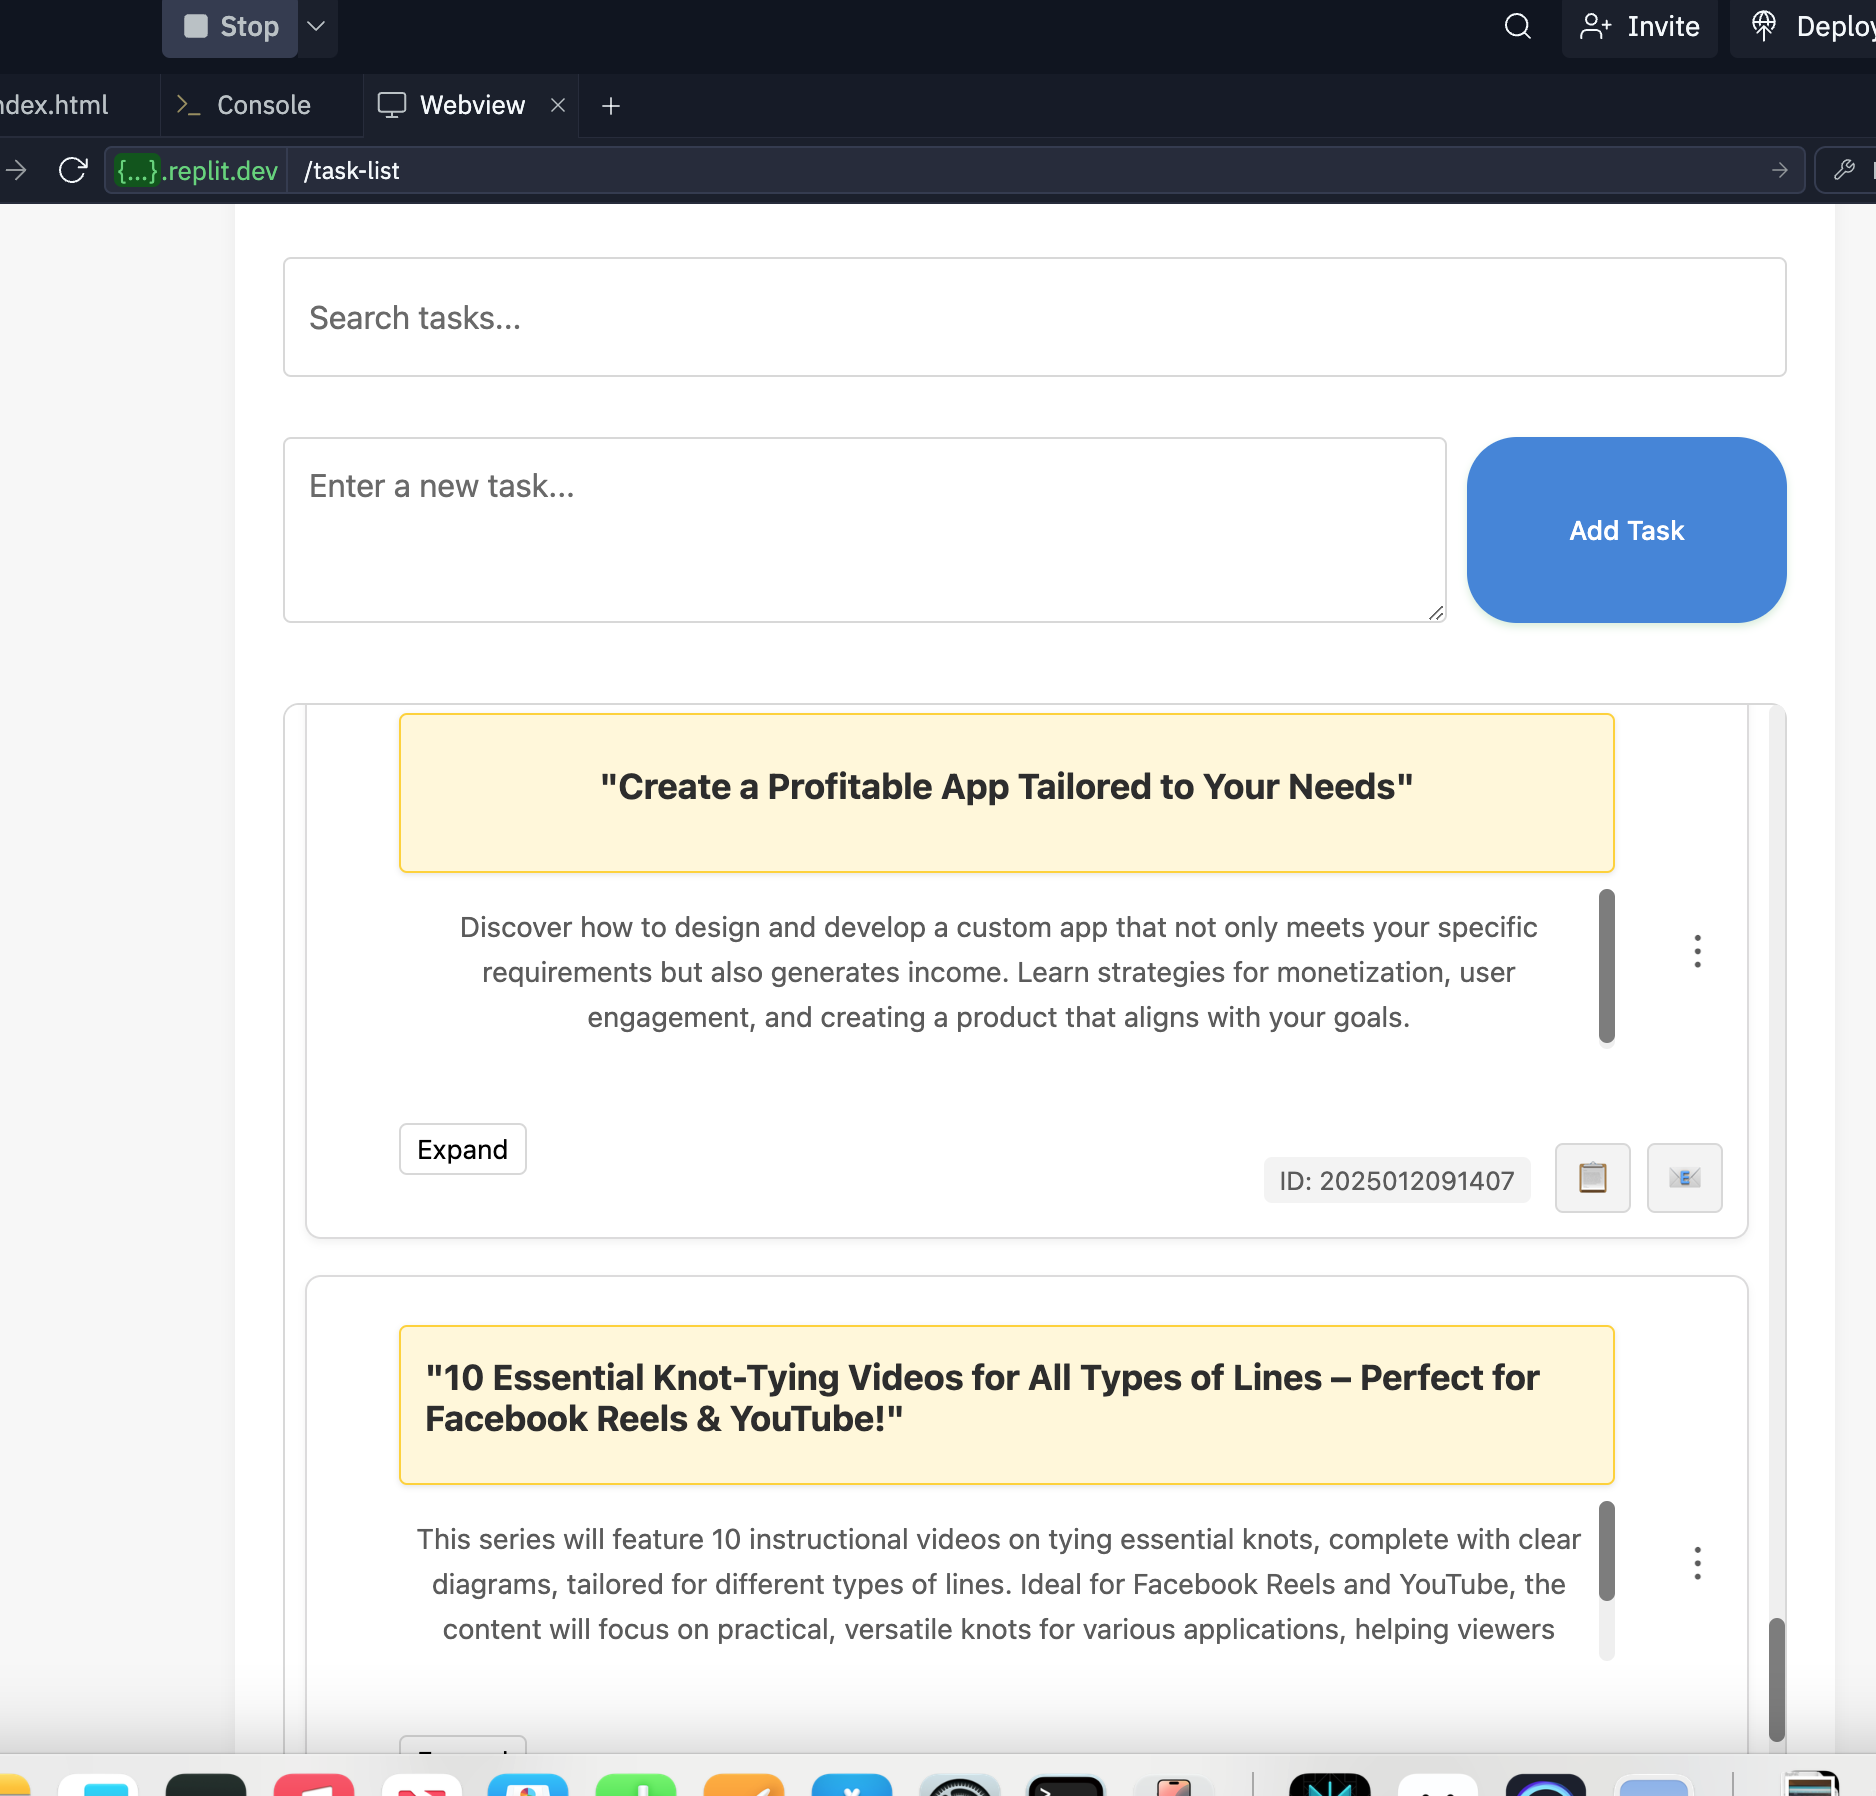 Stop
Invite
Deploy
ndex.html
Console
Webview
{...}.replit.dev
/task-list
Search tasks...
Enter a new task...
Add Task
"Create a Profitable App Tailored to Your Needs"
Discover how to design and develop a custom app that not only meets your specific
requirements but also generates income. Learn strategies for monetization, user
engagement, and creating a product that aligns with your goals.
Expand
ID: 2025012091407
"10 Essential Knot-Tying Videos for All Types of Lines – Perfect for
Facebook Reels & YouTube!"
This series will feature 10 instructional videos on tying essential knots, complete with clear
diagrams, tailored for different types of lines. Ideal for Facebook Reels and YouTube, the
content will focus on practical, versatile knots for various applications, helping viewers